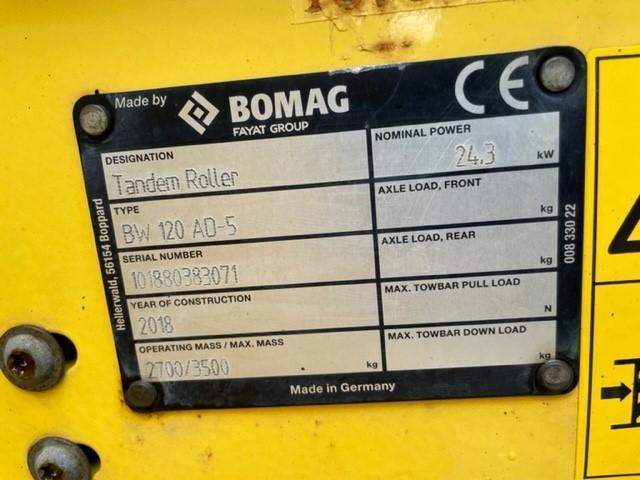 Made by BOMAG CE
FAYAT GROUP
DESIGNATION
Tandem Roller
TYPE
BW 120 AD-5
SERIAL NUMBER
101880383071
YEAR OF CONSTRUCTION
2018
OPERATING MASS / MAX. MASS
2700/3500 kg
NOMINAL POWER
24.3 kW
AXLE LOAD, FRONT
kg
AXLE LOAD, REAR
kg
MAX. TOWBAR PULL LOAD
N
MAX. TOWBAR DOWN LOAD
kg
Made in Germany
Hellerwald, 56154 Boppard
008 330 22